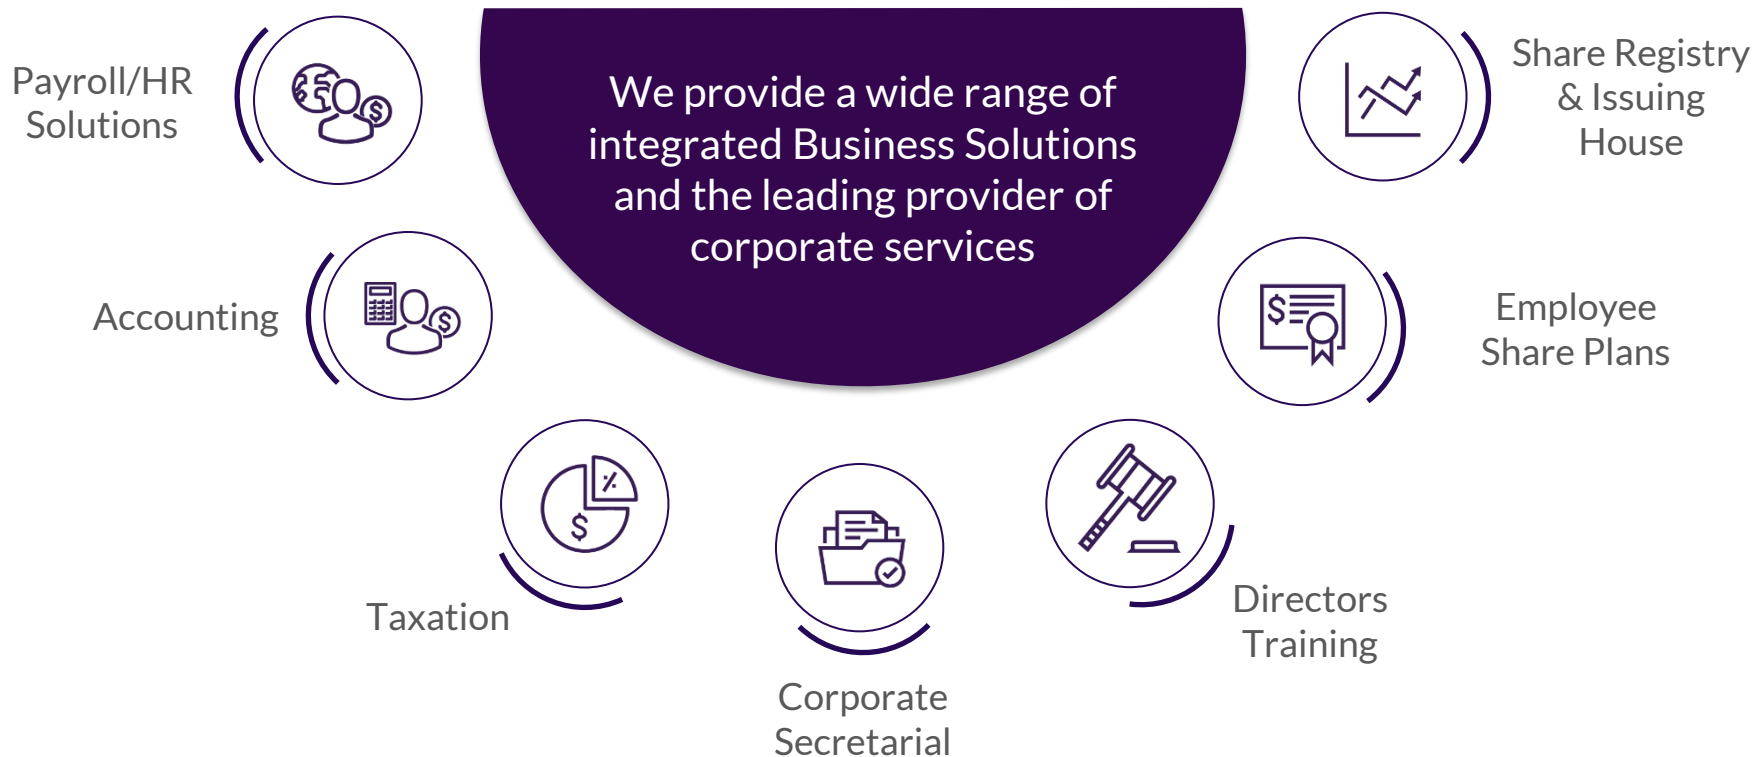 We provide a wide range of
integrated Business Solutions
and the leading provider of
corporate services
Payroll/HR
Solutions
Accounting
Taxation
Corporate
Secretarial
Directors
Training
Employee
Share Plans
Share Registry
& Issuing
House
$
$
%
$
$